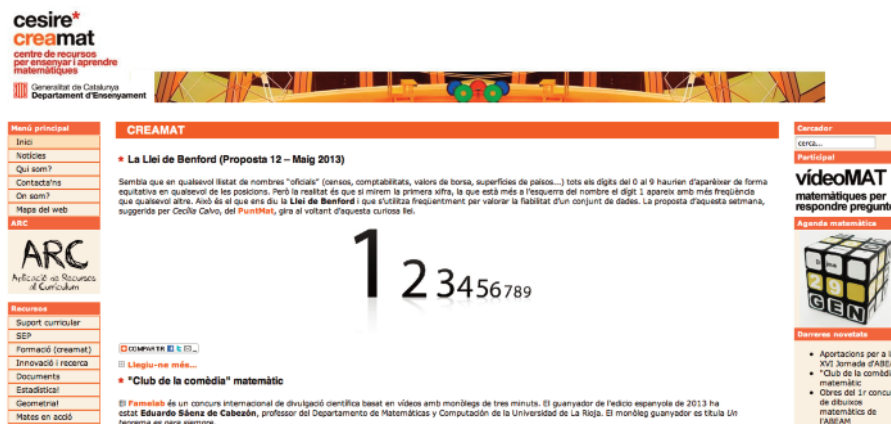 cesire*
creamat
centre de recursos
per ensenyar i aprendre
matemàtiques
Generalitat de Catalunya
Departament d'Ensenyament
Menú principal
Inici
Notícies
Qui som?
Contacta'ns
On som?
Mapa del web
ARC
ARC
Aplicació de Recursos
al Currículum
Recursos
Suport curricular
SEP
Formació (creamat)
Innovació i recerca
Documents
Estadística!
Geometria!
Mates en acció
CREAMAT
* La Llei de Benford (Proposta 12 – Maig 2013)
Sembla que en qualsevol llistat de nombres "oficials" (censos, comptabilitats, valors de borsa, superfícies de països...) tots els dígits del 0 al 9 haurien d'aparèixer de forma
equitativa en qualsevol de les posicions. Però la realitat és que si mirem la primera xifra, la que està més a l'esquerra del nombre el dígit 1 apareix amb més freqüència
que qualsevol altre. Això és el que ens diu la Llei de Benford i que s'utilitza freqüentment per valorar la fiabilitat d'un conjunt de dades. La proposta d'aquesta setmana,
suggerida per Cecília Calvo, del PuntMat, gira al voltant d'aquesta curiosa llei.
1 2 3 4 5 6 7 8 9
COMPARTIR
Llegiu-ne més...
* "Club de la comèdia" matemàtic
El Famelab és un concurs internacional de divulgació científica basat en vídeos amb monòlegs de tres minuts. El guanyador de l'edicio espanyola de 2013 ha
estat Eduardo Sáenz de Cabezón, professor del Departamento de Matemáticas y Computación de la Universidad de La Rioja. El monòleg guanyador es titula Un
teorema es para siempre.
Cercador
cerca...
Participa!
vídeoMAT
matemàtiques per
respondre pregunt
Agenda matemàtica
29
GEN
Darreres novetats
• Aportacions per a la
XVI Jornada d'ABEA
• "Club de la comèdia
matemàtic
• Obres del 1r concu
de dibuixos
matemàtics de
l'ABEAM